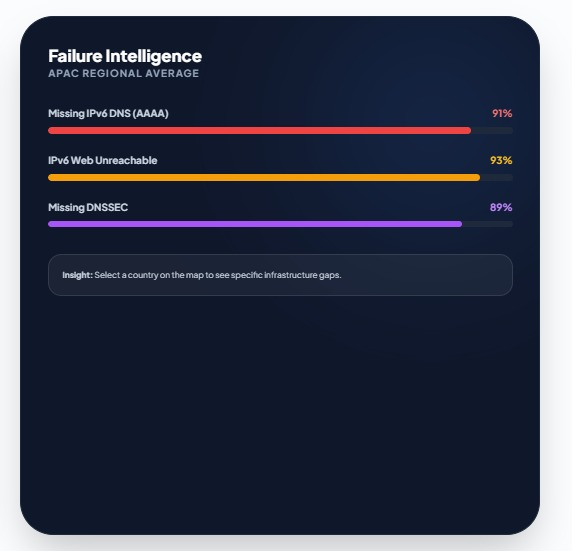 Failure Intelligence
APAC REGIONAL AVERAGE
Missing IPv6 DNS (AAAA) 91%
IPv6 Web Unreachable 93%
Missing DNSSEC 89%
Insight: Select a country on the map to see specific infrastructure gaps.